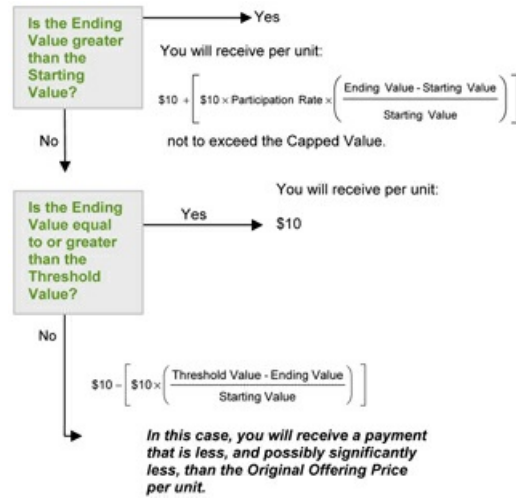 Is the Ending
Value greater
than the
Starting
Value?
Yes
You will receive per unit:
$10 + [ $10 × Participation Rate × ( Ending Value - Starting Value
Starting Value ) ]
not to exceed the Capped Value.
No
Is the Ending
Value equal
to or greater
than the
Threshold
Value?
Yes
You will receive per unit:
$10
No
$10 − [ $10 × ( Threshold Value - Ending Value
Starting Value ) ]
In this case, you will receive a payment
that is less, and possibly significantly
less, than the Original Offering Price
per unit.